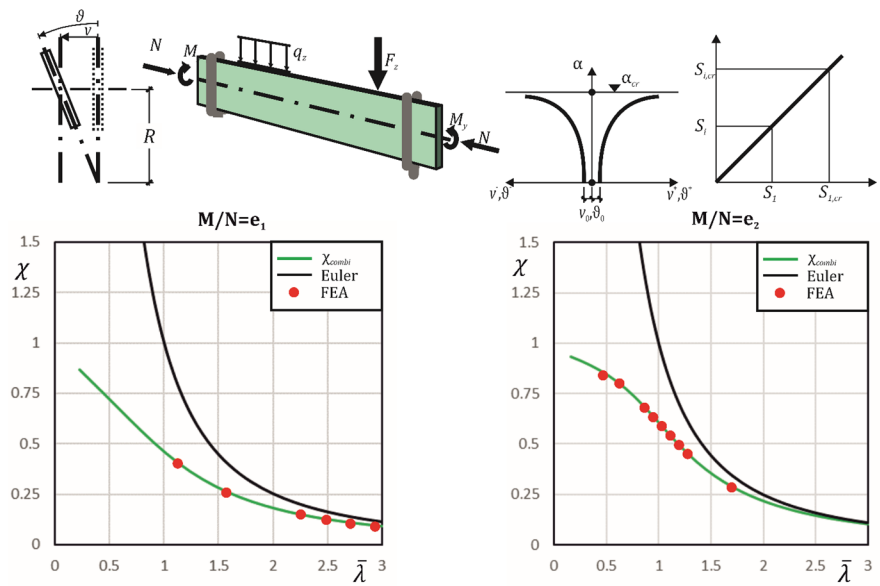 ϑ
v
R
N
M
q_z
F_z
M_y
N
α
α_cr
v⁻,ϑ⁻
v⁺,ϑ⁺
v₀,ϑ₀
S_i,cr
S_i
S_1
S_1,cr
M/N=e₁
χ
1.5
1.25
1
0.75
0.5
0.25
0
χ_combi
Euler
FEA
0
0.5
1
1.5
2
2.5
3
λ̄
M/N=e₂
χ
1.5
1.25
1
0.75
0.5
0.25
0
χ_combi
Euler
FEA
0
0.5
1
1.5
2
2.5
3
λ̄